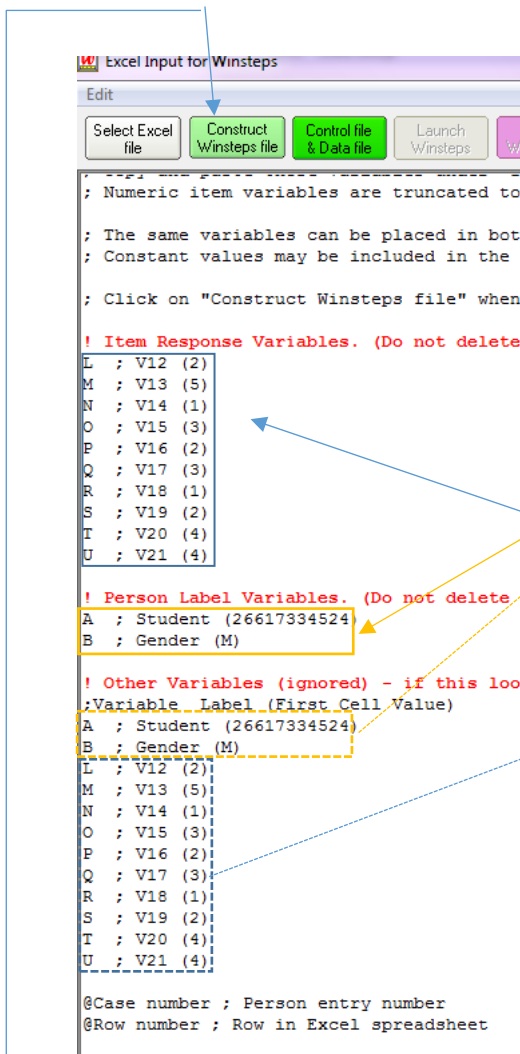 Excel Input for Winsteps
Edit
Select Excel
file
Construct
Winsteps file
Control file
& Data file
Launch
Winsteps
; Numeric item variables are truncated to
; The same variables can be placed in bot
; Constant values may be included in the
; Click on "Construct Winsteps file" when
! Item Response Variables. (Do not delete
L ; V12 (2)
M ; V13 (5)
N ; V14 (1)
O ; V15 (3)
P ; V16 (2)
Q ; V17 (3)
R ; V18 (1)
S ; V19 (2)
T ; V20 (4)
U ; V21 (4)
! Person Label Variables. (Do not delete
A ; Student (26617334524)
B ; Gender (M)
! Other Variables (ignored) - if this loo
;Variable Label (First Cell Value)
A ; Student (26617334524)
B ; Gender (M)
L ; V12 (2)
M ; V13 (5)
N ; V14 (1)
O ; V15 (3)
P ; V16 (2)
Q ; V17 (3)
R ; V18 (1)
S ; V19 (2)
T ; V20 (4)
U ; V21 (4)
@Case number ; Person entry number
@Row number ; Row in Excel spreadsheet